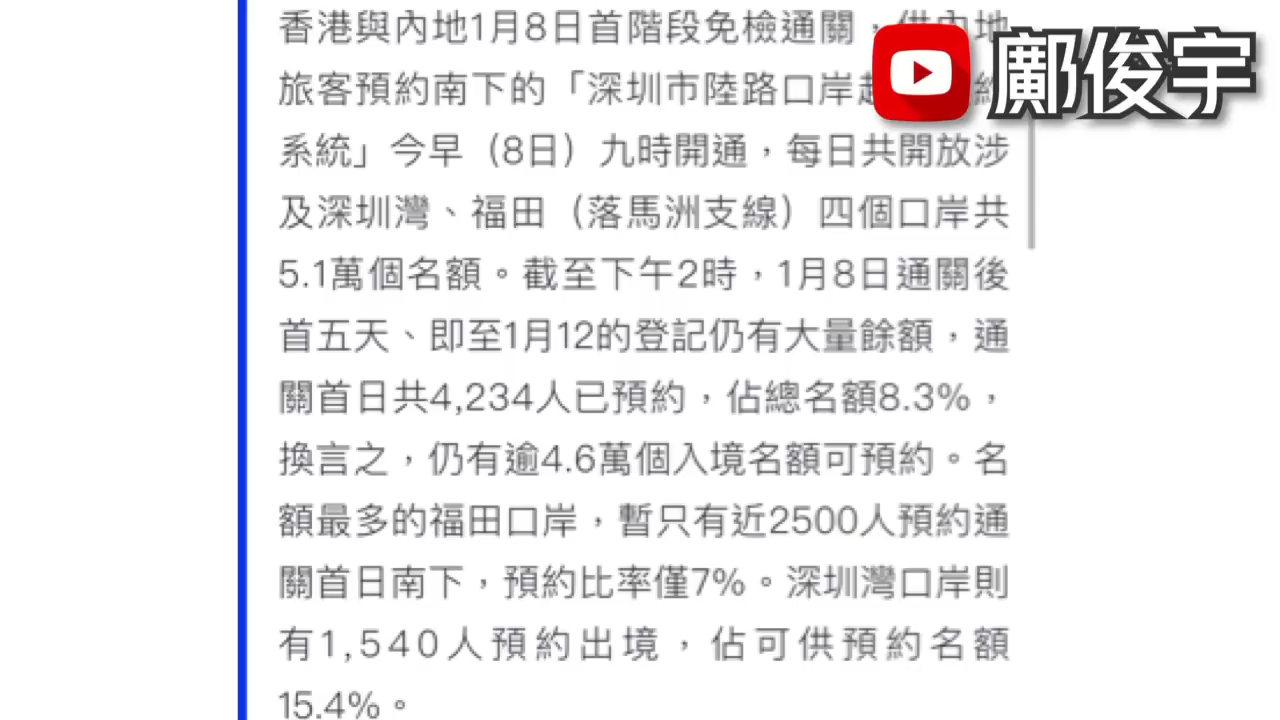 香港與內地1月8日首階段免檢通關，供內地
鄺俊宇
旅客預約南下的「深圳市陸路口岸
系統」今早（8日）九時開通，每日共開放涉
及深圳灣、福田（落馬洲支線）四個口岸共
5.1萬個名額。截至下午2時，1月8日通關後
首五天、即至1月12的登記仍有大量餘額，通
關首日共4,234人已預約，佔總名額8.3%，
換言之，仍有逾4.6萬個入境名額可預約。名
額最多的福田口岸，暫只有近2500人預約通
關首日南下，預約比率僅7%。深圳灣口岸則
有1,540人預約出境，佔可供預約名額
15.4%。